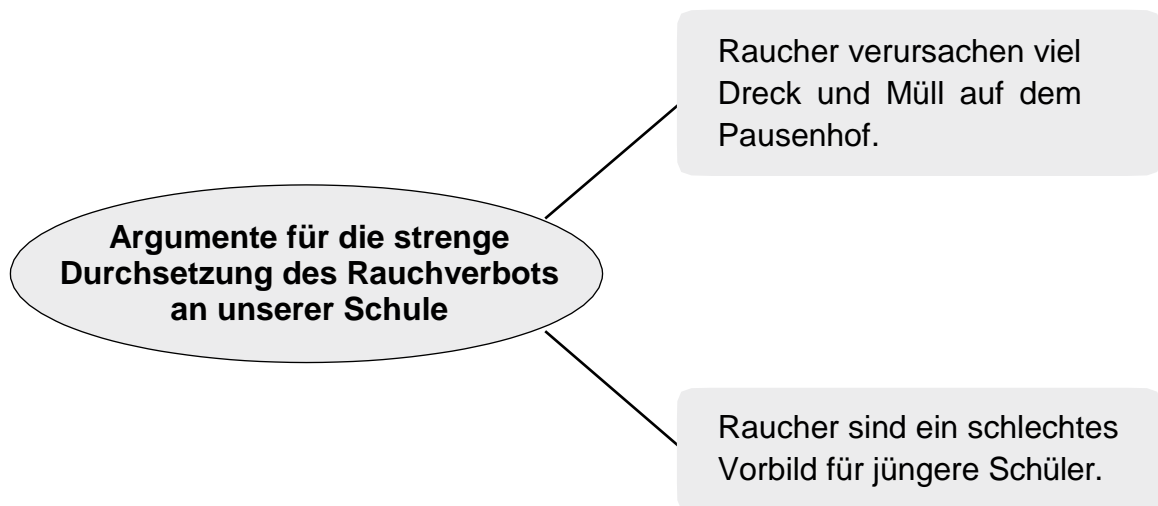 Raucher verursachen viel
Dreck und Müll auf dem
Pausenhof.
Argumente für die strenge
Durchsetzung des Rauchverbots
an unserer Schule
Raucher sind ein schlechtes
Vorbild für jüngere Schüler.